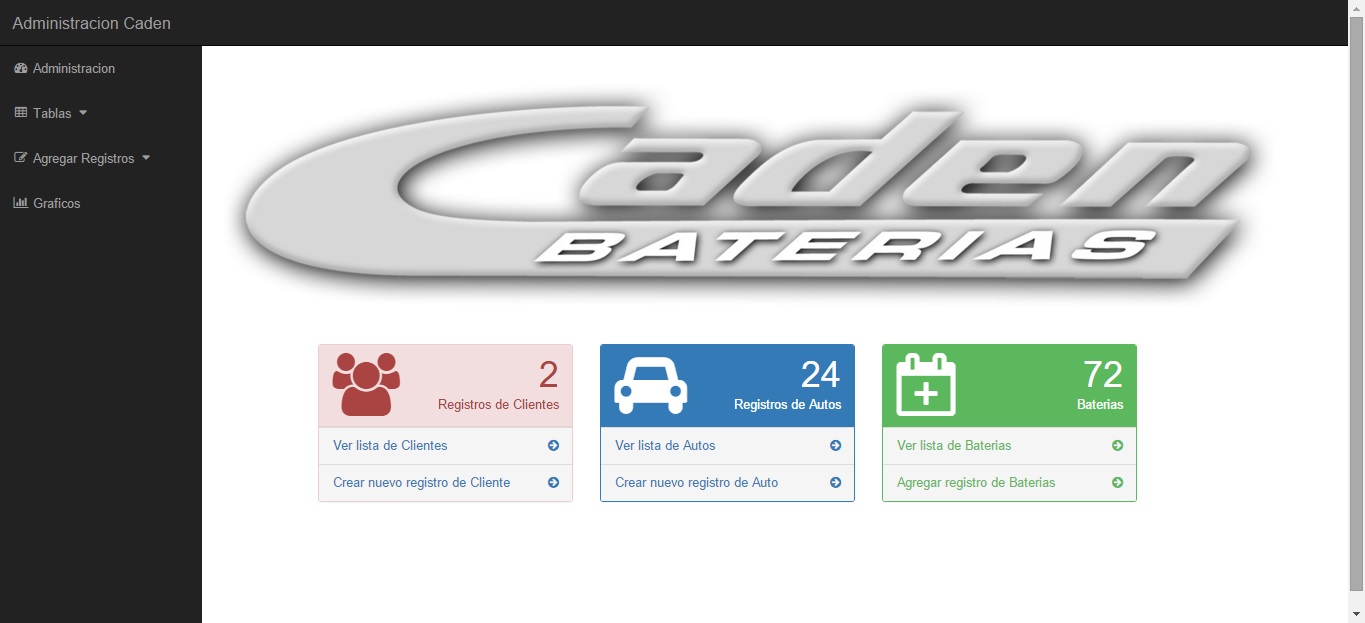 Administracion Caden
Administracion
Tablas
Agregar Registros
Graficos
Caden
BATERIAS
2
Registros de Clientes
Ver lista de Clientes
Crear nuevo registro de Cliente
24
Registros de Autos
Ver lista de Autos
Crear nuevo registro de Auto
72
Baterias
Ver lista de Baterias
Agregar registro de Baterias